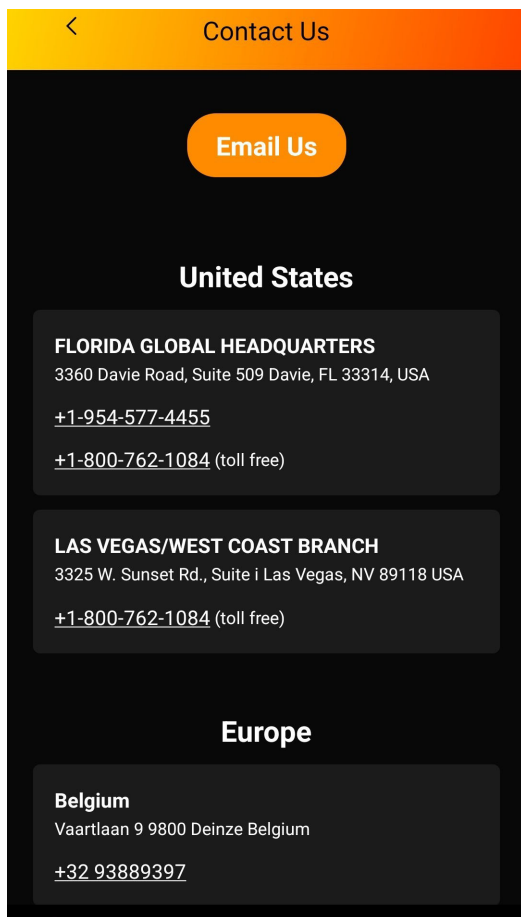 Contact Us
Email Us
United States
FLORIDA GLOBAL HEADQUARTERS
3360 Davie Road, Suite 509 Davie, FL 33314, USA
+1-954-577-4455
+1-800-762-1084 (toll free)
LAS VEGAS/WEST COAST BRANCH
3325 W. Sunset Rd., Suite i Las Vegas, NV 89118 USA
+1-800-762-1084 (toll free)
Europe
Belgium
Vaartlaan 9 9800 Deinze Belgium
+32 93889397